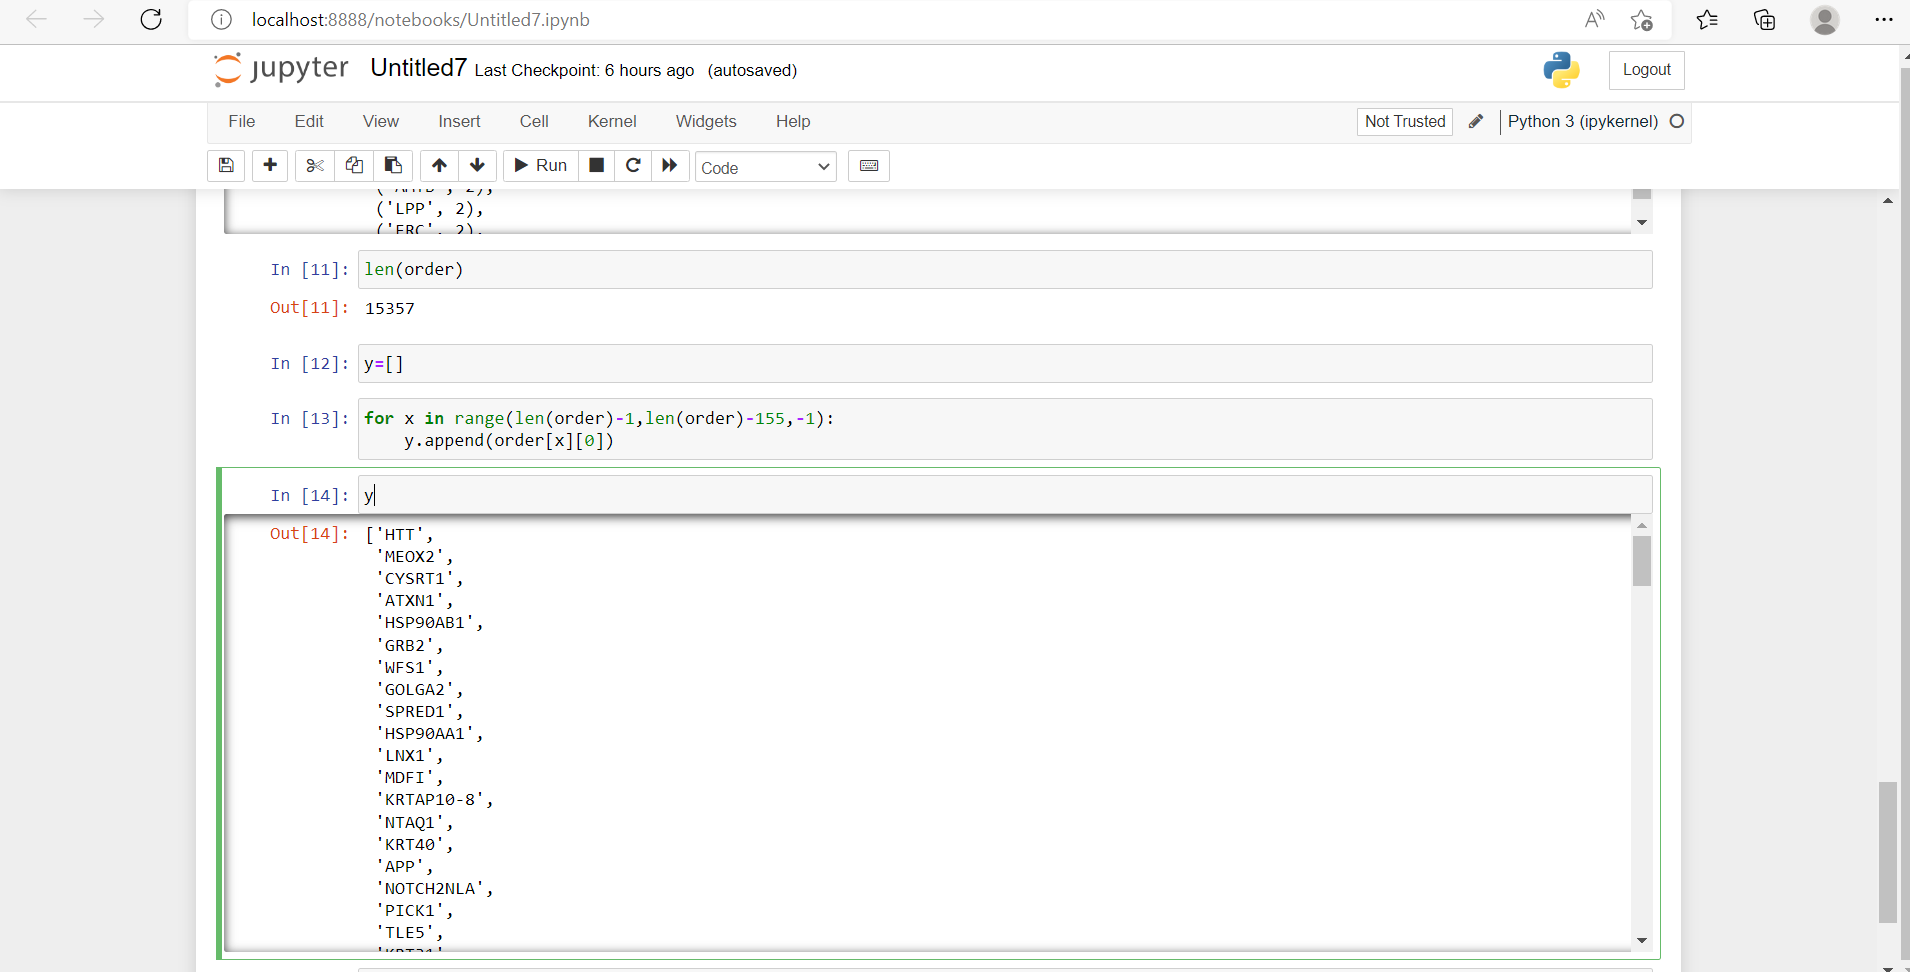 localhost:8888/notebooks/Untitled7.ipynb
jupyter Untitled7 Last Checkpoint: 6 hours ago (autosaved)
Logout
File Edit View Insert Cell Kernel Widgets Help
Not Trusted Python 3 (ipykernel)
Run Code
('LPP', 2),
('ERC', 2),
In [11]: len(order)
Out[11]: 15357
In [12]: y=[]
In [13]: for x in range(len(order)-1,len(order)-155,-1):
y.append(order[x][0])
In [14]: y
Out[14]: ['HTT',
'MEOX2',
'CYSRT1',
'ATXN1',
'HSP90AB1',
'GRB2',
'WFS1',
'GOLGA2',
'SPRED1',
'HSP90AA1',
'LNX1',
'MDFI',
'KRTAP10-8',
'NTAQ1',
'KRT40',
'APP',
'NOTCH2NLA',
'PICK1',
'TLE5',